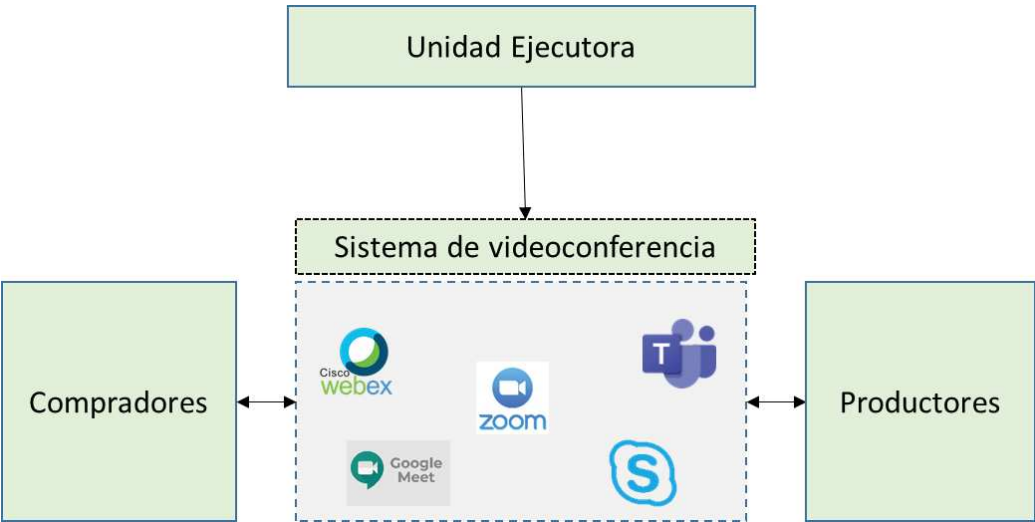 Unidad Ejecutora
Sistema de videoconferencia
Cisco
webex
T
zoom
Compradores
Productores
Google
Meet
S